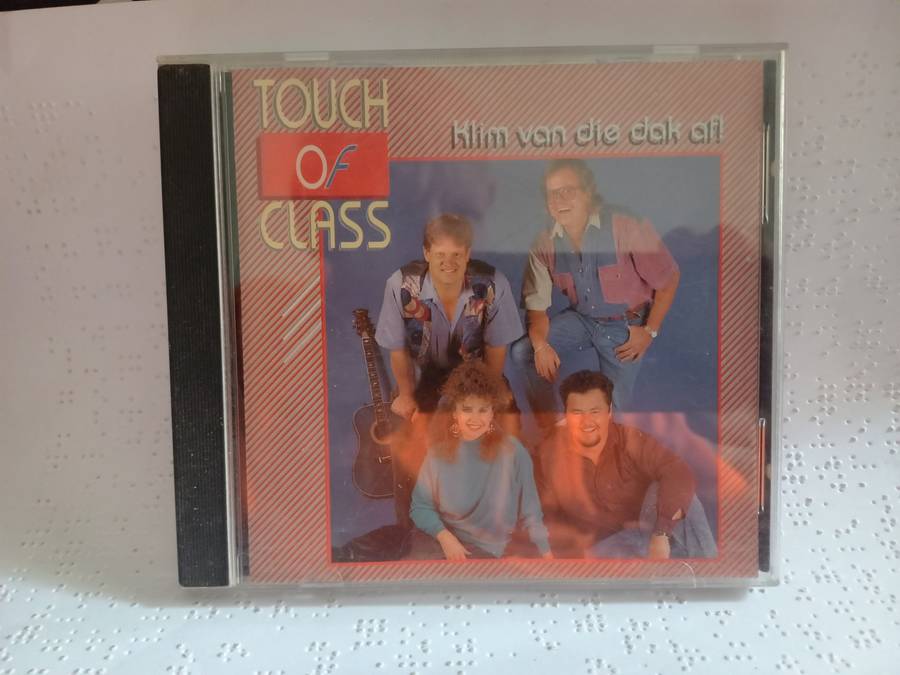 TOUCH
OF
CLASS
klim van die dak af!